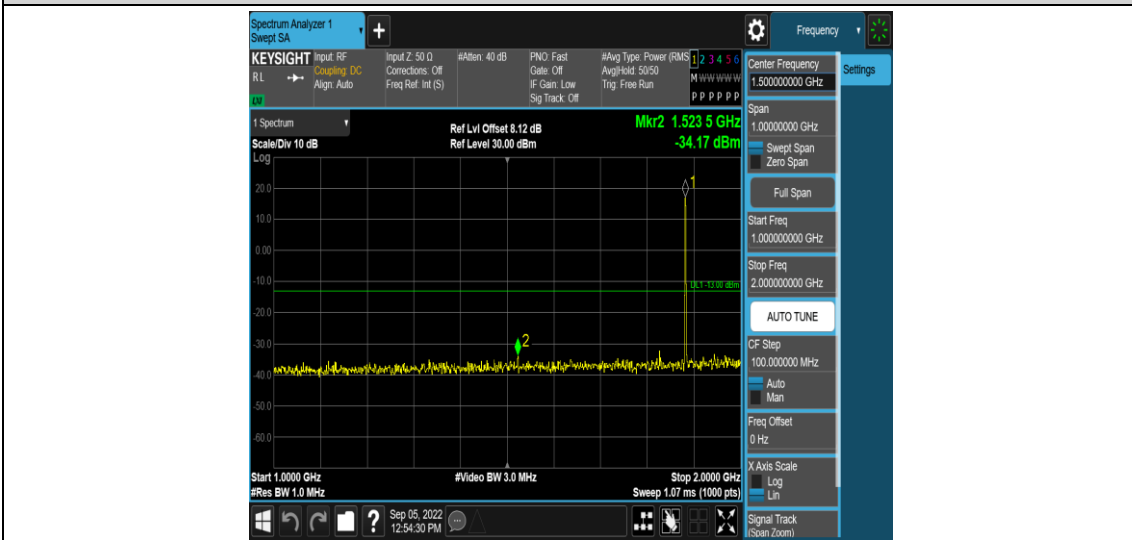 Spectrum Analyzer 1
Swept SA
+
Frequency
KEYSIGHT
RL
LXI
Input: RF
Coupling: DC
Align: Auto
Input Z: 50 Ω
Corrections: Off
Freq Ref: Int (S)
#Atten: 40 dB
PNO: Fast
Gate: Off
IF Gain: Low
Sig Track: Off
#Avg Type: Power (RMS
Avg|Hold: 50/50
Trig: Free Run
1 2 3 4 5 6
M W W W W W
P P P P P P
Center Frequency
1.500000000 GHz
Settings
Span
1.00000000 GHz
Swept Span
Zero Span
Full Span
Start Freq
1.000000000 GHz
Stop Freq
2.000000000 GHz
AUTO TUNE
CF Step
100.000000 MHz
Auto
Man
Freq Offset
0 Hz
X Axis Scale
Log
Lin
Signal Track
(Span Zoom)
1 Spectrum
Scale/Div 10 dB
Log
Ref Lvl Offset 8.12 dB
Ref Level 30.00 dBm
Mkr2 1.523 5 GHz
-34.17 dBm
1
20.0
10.0
0.00
-10.0
DL1 -13.00 dBm
-20.0
-30.0
2
-40.0
-50.0
-60.0
Start 1.0000 GHz
#Video BW 3.0 MHz
Stop 2.0000 GHz
#Res BW 1.0 MHz
Sweep 1.07 ms (1000 pts)
?
Sep 05, 2022
12:54:30 PM